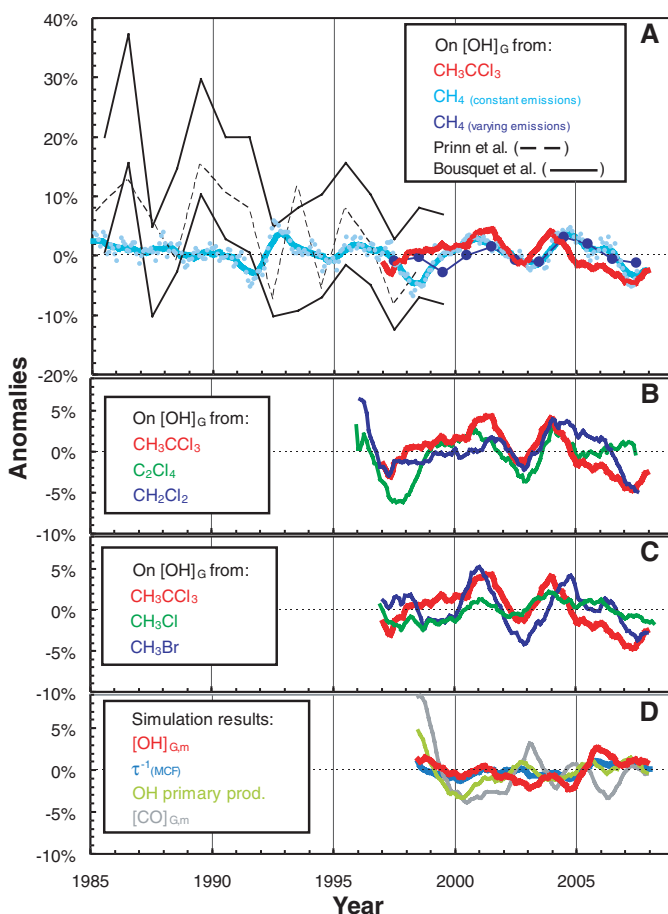 40%
30%
20%
10%
0%
-10%
-20%
A
On [OH]G from:
CH3CCl3
CH4 (constant emissions)
CH4 (varying emissions)
Prinn et al. ( – – )
Bousquet et al. ( —— )
Anomalies
5%
0%
-5%
-10%
B
On [OH]G from:
CH3CCl3
C2Cl4
CH2Cl2
5%
0%
-5%
-10%
C
On [OH]G from:
CH3CCl3
CH3Cl
CH3Br
5%
0%
-10%
D
Simulation results:
[OH]G,m
τ-1(MCF)
OH primary prod.
[CO]G,m
1985
1990
1995
2000
2005
Year